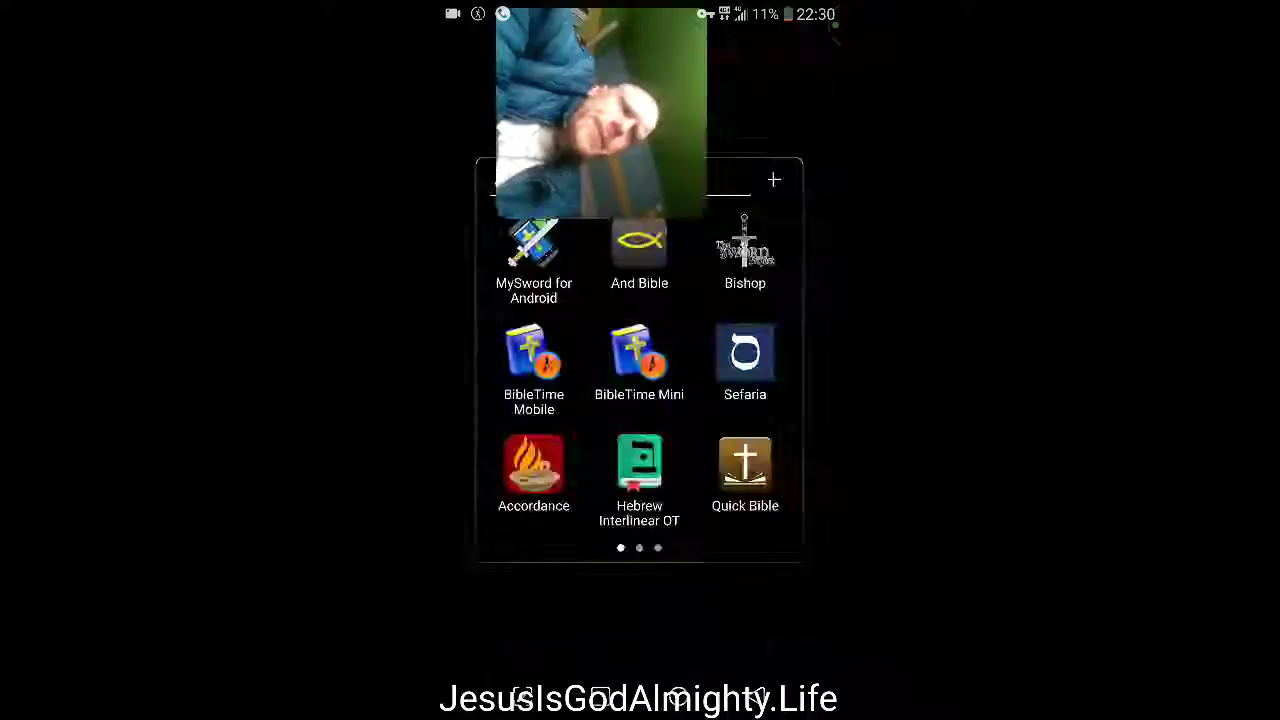 11% 22:30
MySword for
Android
And Bible
Bishop
BibleTime
Mobile
BibleTime Mini
Sefaria
Accordance
Hebrew
Interlinear OT
Quick Bible
JesusIsGodAlmighty.Life